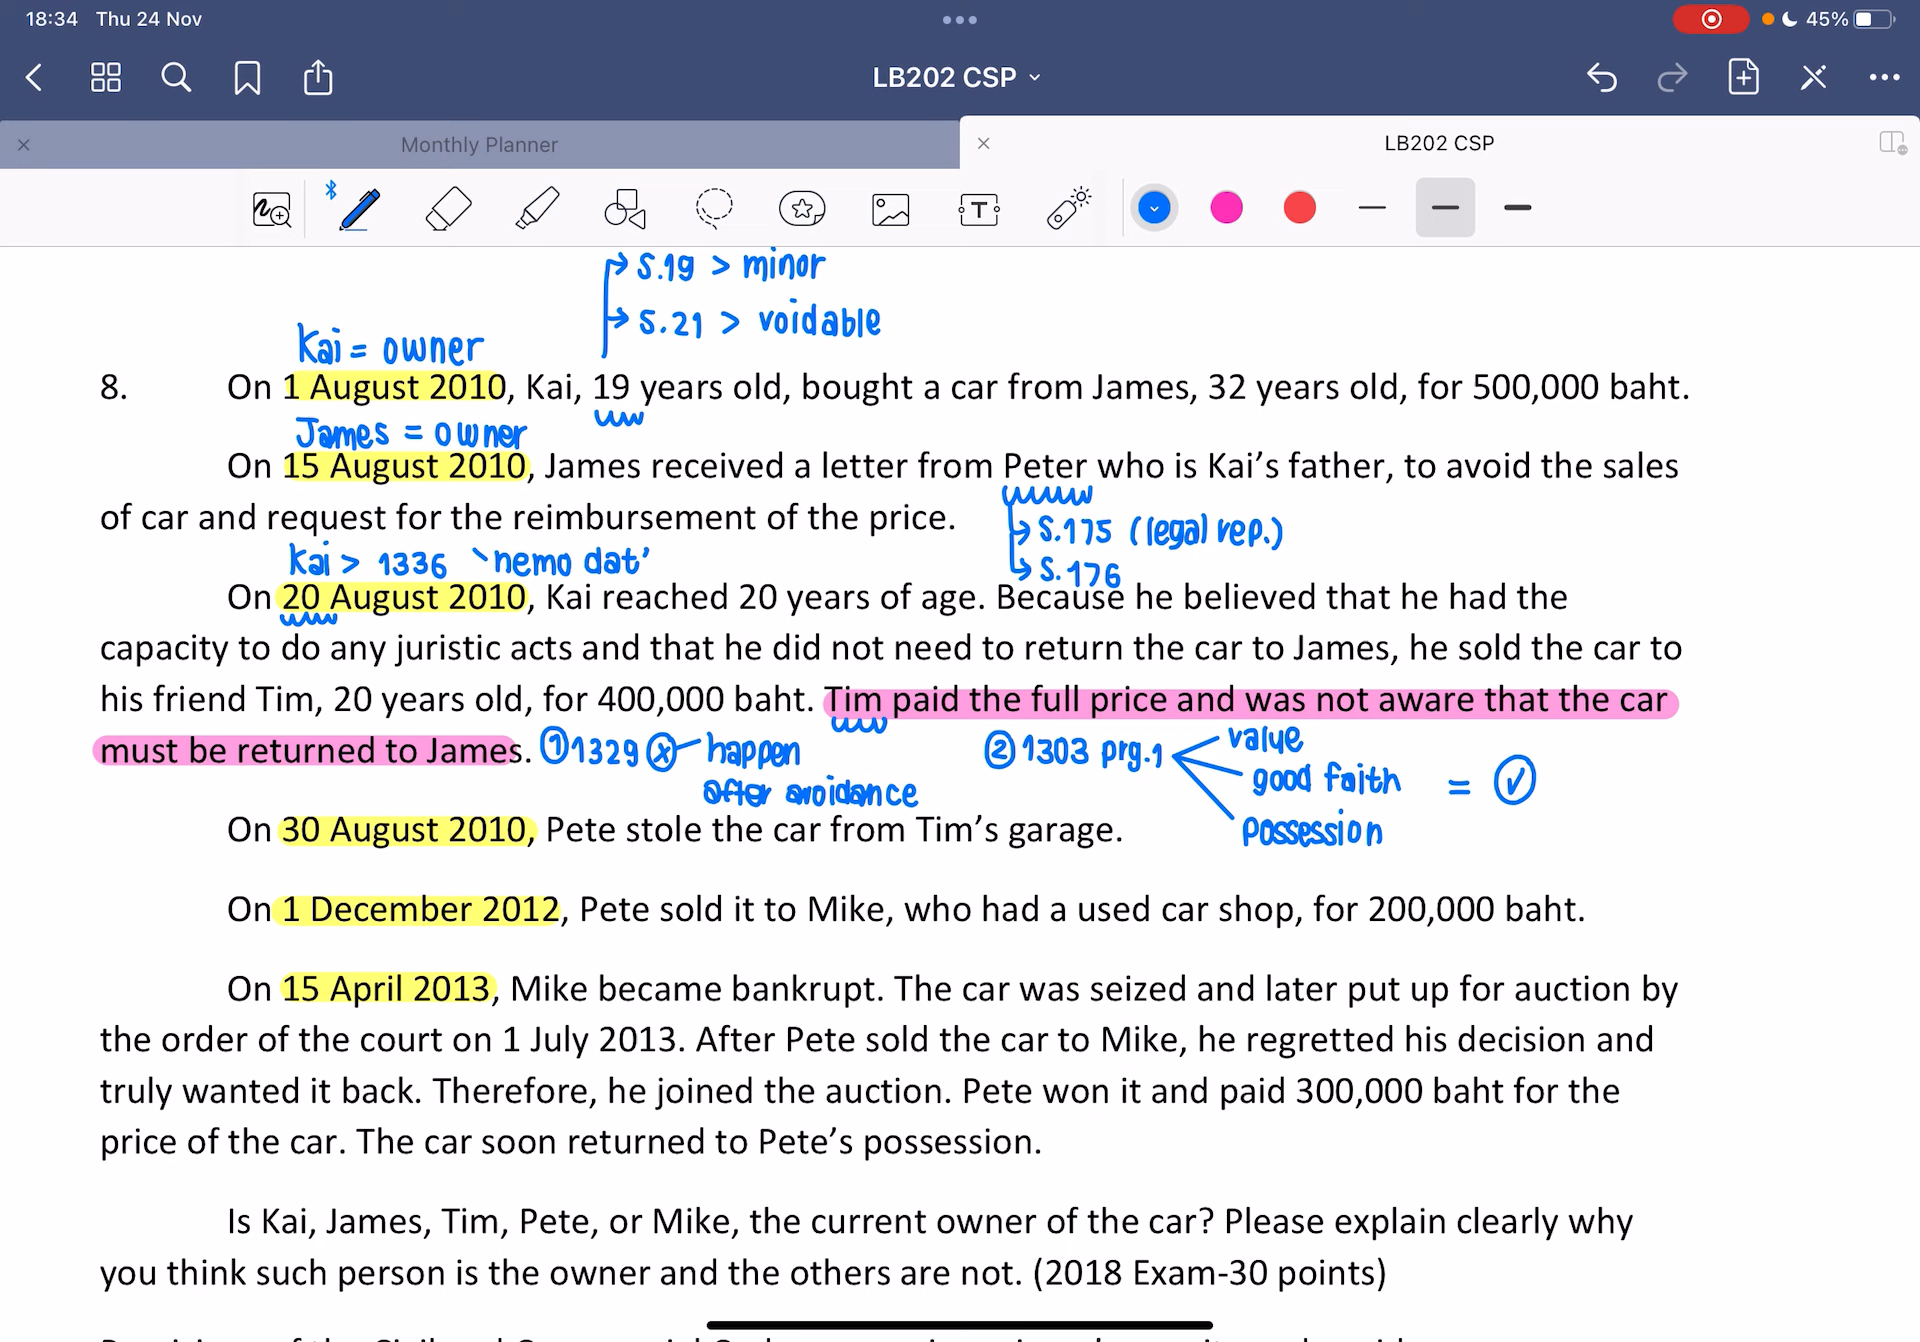 18:34 Thu 24 Nov
45%
LB202 CSP
Monthly Planner
LB202 CSP
S.19 > minor
S.21 > voidable
Kai = owner
8. On 1 August 2010, Kai, 19 years old, bought a car from James, 32 years old, for 500,000 baht.
James = owner
On 15 August 2010, James received a letter from Peter who is Kai’s father, to avoid the sales
of car and request for the reimbursement of the price.
S.175 (legal rep.)
Kai > 1336 'nemo dat'
S.176
On 20 August 2010, Kai reached 20 years of age. Because he believed that he had the
capacity to do any juristic acts and that he did not need to return the car to James, he sold the car to
his friend Tim, 20 years old, for 400,000 baht. Tim paid the full price and was not aware that the car
must be returned to James. ① 1329 ⓧ happen
after avoidance
② 1303 prg.1
value
good faith = ✓
possession
On 30 August 2010, Pete stole the car from Tim’s garage.
On 1 December 2012, Pete sold it to Mike, who had a used car shop, for 200,000 baht.
On 15 April 2013, Mike became bankrupt. The car was seized and later put up for auction by
the order of the court on 1 July 2013. After Pete sold the car to Mike, he regretted his decision and
truly wanted it back. Therefore, he joined the auction. Pete won it and paid 300,000 baht for the
price of the car. The car soon returned to Pete’s possession.
Is Kai, James, Tim, Pete, or Mike, the current owner of the car? Please explain clearly why
you think such person is the owner and the others are not. (2018 Exam-30 points)